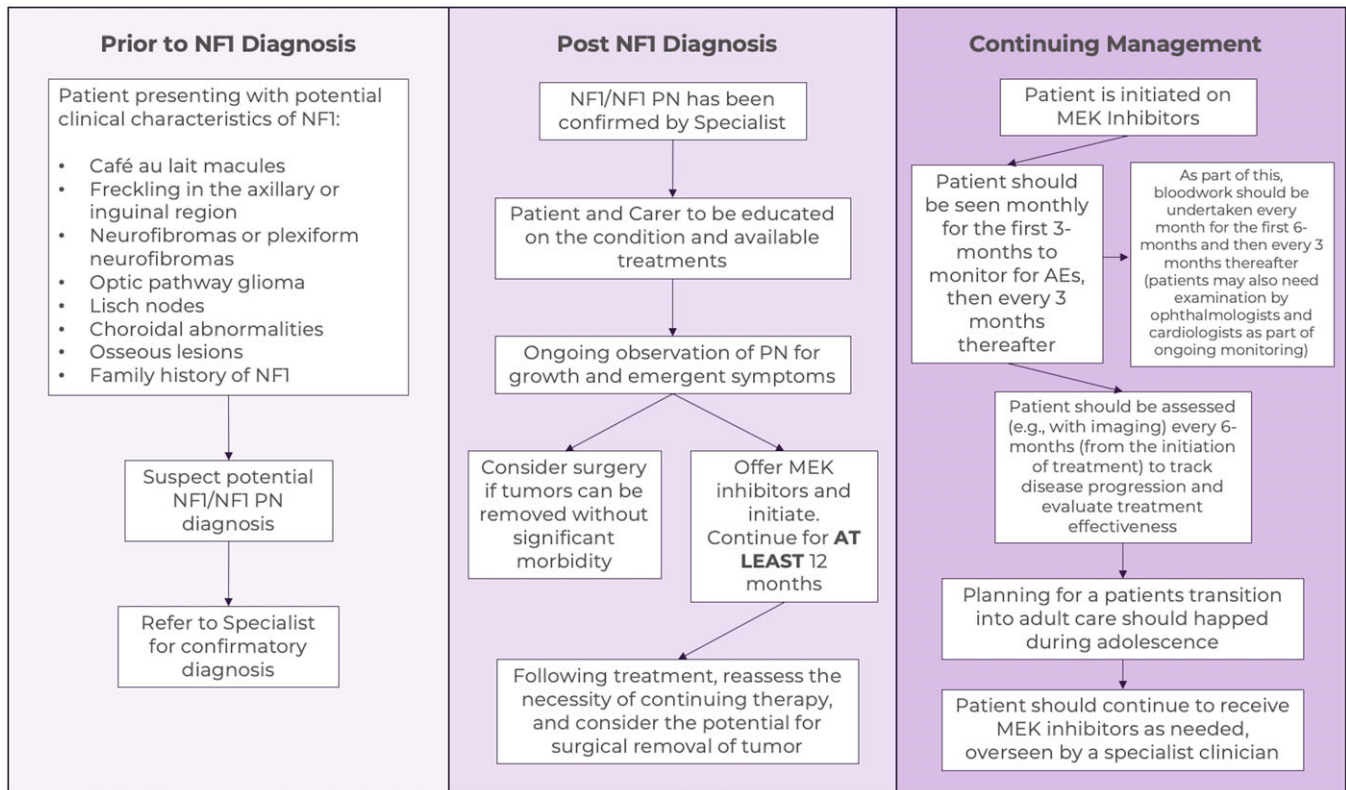 Prior to NF1 Diagnosis
Patient presenting with potential
clinical characteristics of NF1:
• Café au lait macules
• Freckling in the axillary or
inguinal region
• Neurofibromas or plexiform
neurofibromas
• Optic pathway glioma
• Lisch nodes
• Choroidal abnormalities
• Osseous lesions
• Family history of NF1
Suspect potential
NF1/NF1 PN
diagnosis
Refer to Specialist
for confirmatory
diagnosis
Post NF1 Diagnosis
NF1/NF1 PN has been
confirmed by Specialist
Patient and Carer to be educated
on the condition and available
treatments
Ongoing observation of PN for
growth and emergent symptoms
Consider surgery
if tumors can be
removed without
significant
morbidity
Offer MEK
inhibitors and
initiate.
Continue for AT
LEAST 12
months
Following treatment, reassess the
necessity of continuing therapy,
and consider the potential for
surgical removal of tumor
Continuing Management
Patient is initiated on
MEK Inhibitors
Patient should
be seen monthly
for the first 3-
months to
monitor for AEs,
then every 3
months
thereafter
As part of this,
bloodwork should be
undertaken every
month for the first 6-
months and then every 3
months thereafter
(patients may also need
examination by
ophthalmologists and
cardiologists as part of
ongoing monitoring)
Patient should be assessed
(e.g., with imaging) every 6-
months (from the initiation
of treatment) to track
disease progression and
evaluate treatment
effectiveness
Planning for a patients transition
into adult care should happed
during adolescence
Patient should continue to receive
MEK inhibitors as needed,
overseen by a specialist clinician